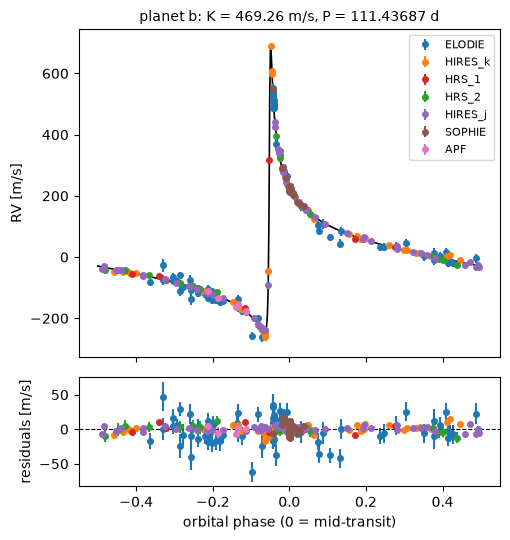 planet b: K = 469.26 m/s, P = 111.43687 d
ELODIE
HIRES_k
HRS_1
HRS_2
HIRES_j
SOPHIE
APF
RV [m/s]
600
400
200
0
−200
residuals [m/s]
50
0
−50
−0.4 −0.2 0.0 0.2 0.4
orbital phase (0 = mid-transit)